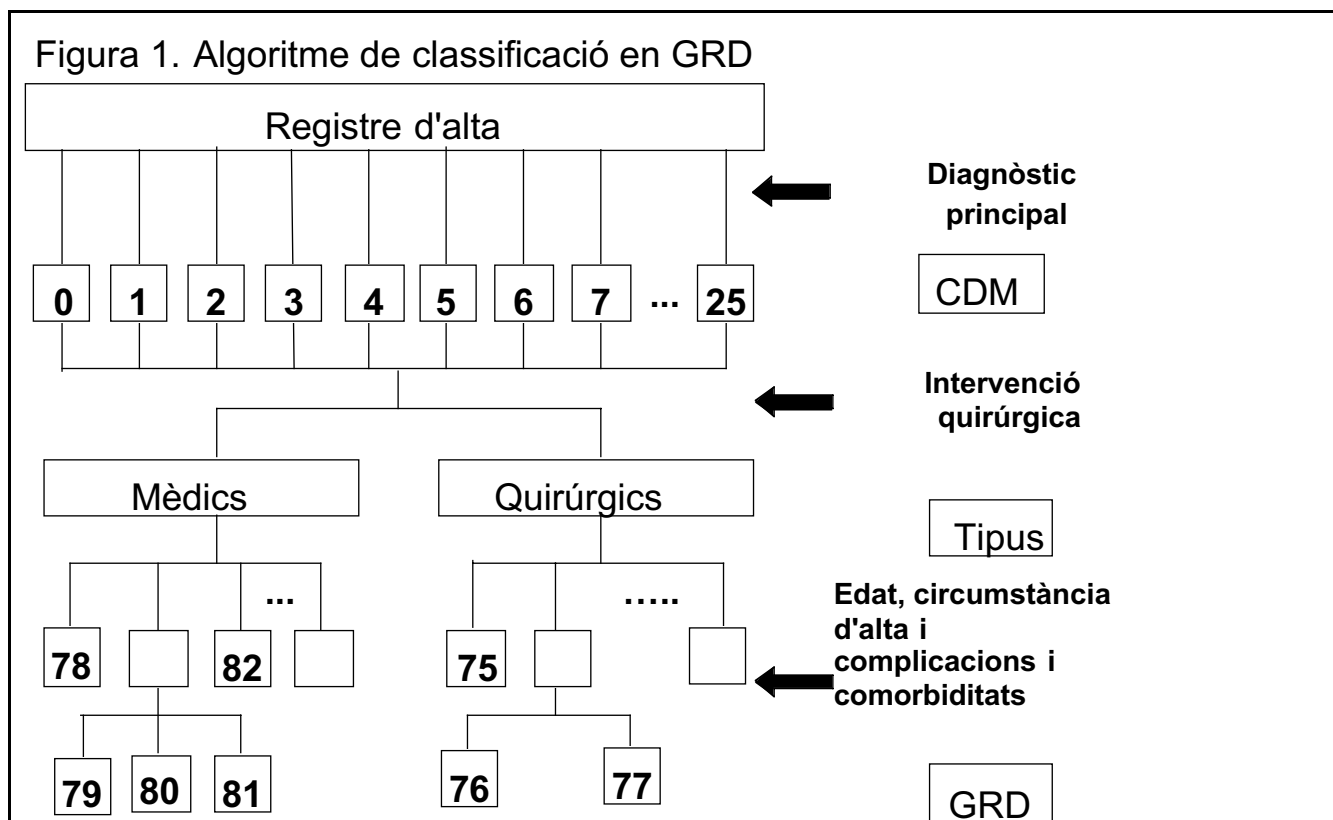 Figura 1. Algoritme de classificació en GRD
Registre d'alta
Diagnòstic
principal
0 1 2 3 4 5 6 7 ... 25
CDM
Intervenció
quirúrgica
Mèdics Quirúrgics
Tipus
... .....
Edat, circumstància
d'alta i
complicacions i
comorbiditats
78 82 75
79 80 81 76 77
GRD